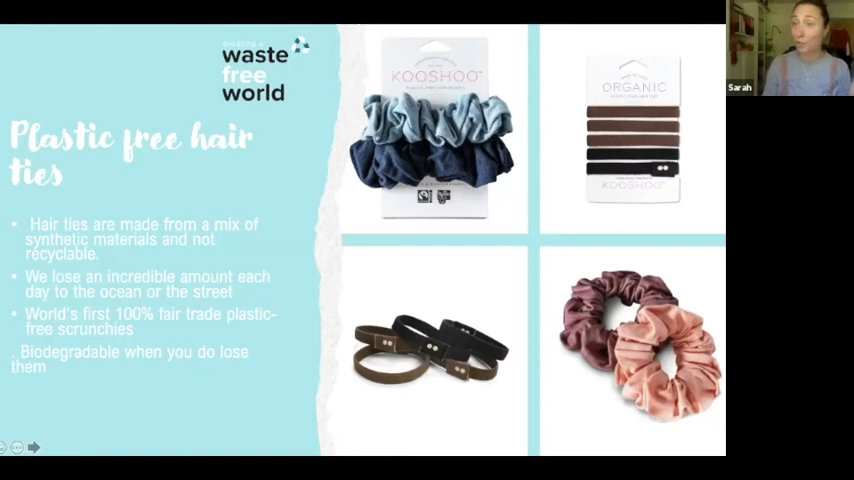 creating a
waste
free
world
Plastic free hair
ties
• Hair ties are made from a mix of
synthetic materials and not
recyclable.
• We lose an incredible amount each
day to the ocean or the street
• World's first 100% fair trade plastic-
free scrunchies
. Biodegradable when you do lose
them
KOOSHOO
ORGANIC
KOOSHOO
Sarah